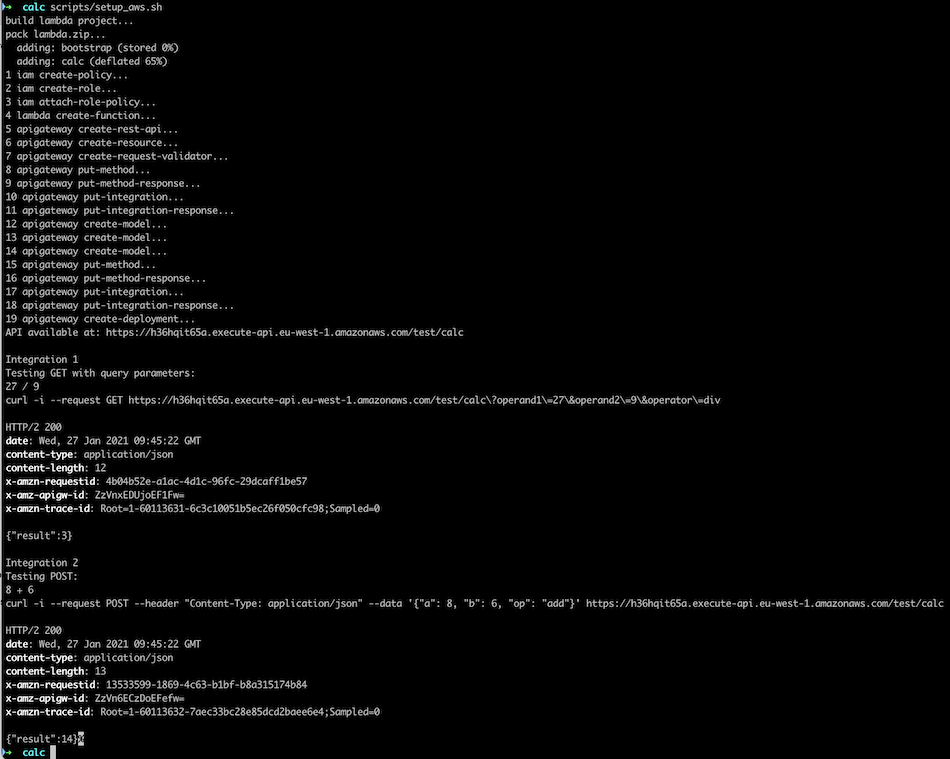 → calc scripts/setup_aws.sh
build lambda project...
pack lambda.zip...
  adding: bootstrap (stored 0%)
  adding: calc (deflated 65%)
1 iam create-policy...
2 iam create-role...
3 iam attach-role-policy...
4 lambda create-function...
5 apigateway create-rest-api...
6 apigateway create-resource...
7 apigateway create-request-validator...
8 apigateway put-method...
9 apigateway put-method-response...
10 apigateway put-integration...
11 apigateway put-integration-response...
12 apigateway create-model...
13 apigateway create-model...
14 apigateway create-model...
15 apigateway put-method...
16 apigateway put-method-response...
17 apigateway put-integration...
18 apigateway put-integration-response...
19 apigateway create-deployment...
API available at: https://h36hqit65a.execute-api.eu-west-1.amazonaws.com/test/calc

Integration 1
Testing GET with query parameters:
27 / 9
curl -i --request GET https://h36hqit65a.execute-api.eu-west-1.amazonaws.com/test/calc\?operand1\=27\&operand2\=9\&operator\=div

HTTP/2 200
date: Wed, 27 Jan 2021 09:45:22 GMT
content-type: application/json
content-length: 12
x-amzn-requestid: 4b04b52e-a1ac-4d1c-96fc-29dcaff1be57
x-amz-apigw-id: ZzVnxEDUjoEF1Fw=
x-amzn-trace-id: Root=1-60113631-6c3c10051b5ec26f050cfc98;Sampled=0

{"result":3}

Integration 2
Testing POST:
8 + 6
curl -i --request POST --header "Content-Type: application/json" --data '{"a": 8, "b": 6, "op": "add"}' https://h36hqit65a.execute-api.eu-west-1.amazonaws.com/test/calc

HTTP/2 200
date: Wed, 27 Jan 2021 09:45:22 GMT
content-type: application/json
content-length: 13
x-amzn-requestid: 13533599-1869-4c63-b1bf-b8a315174b84
x-amz-apigw-id: ZzVn6ECzDoEFefw=
x-amzn-trace-id: Root=1-60113632-7aec33bc28e85dcd2baee6e4;Sampled=0

{"result":14}%
→ calc